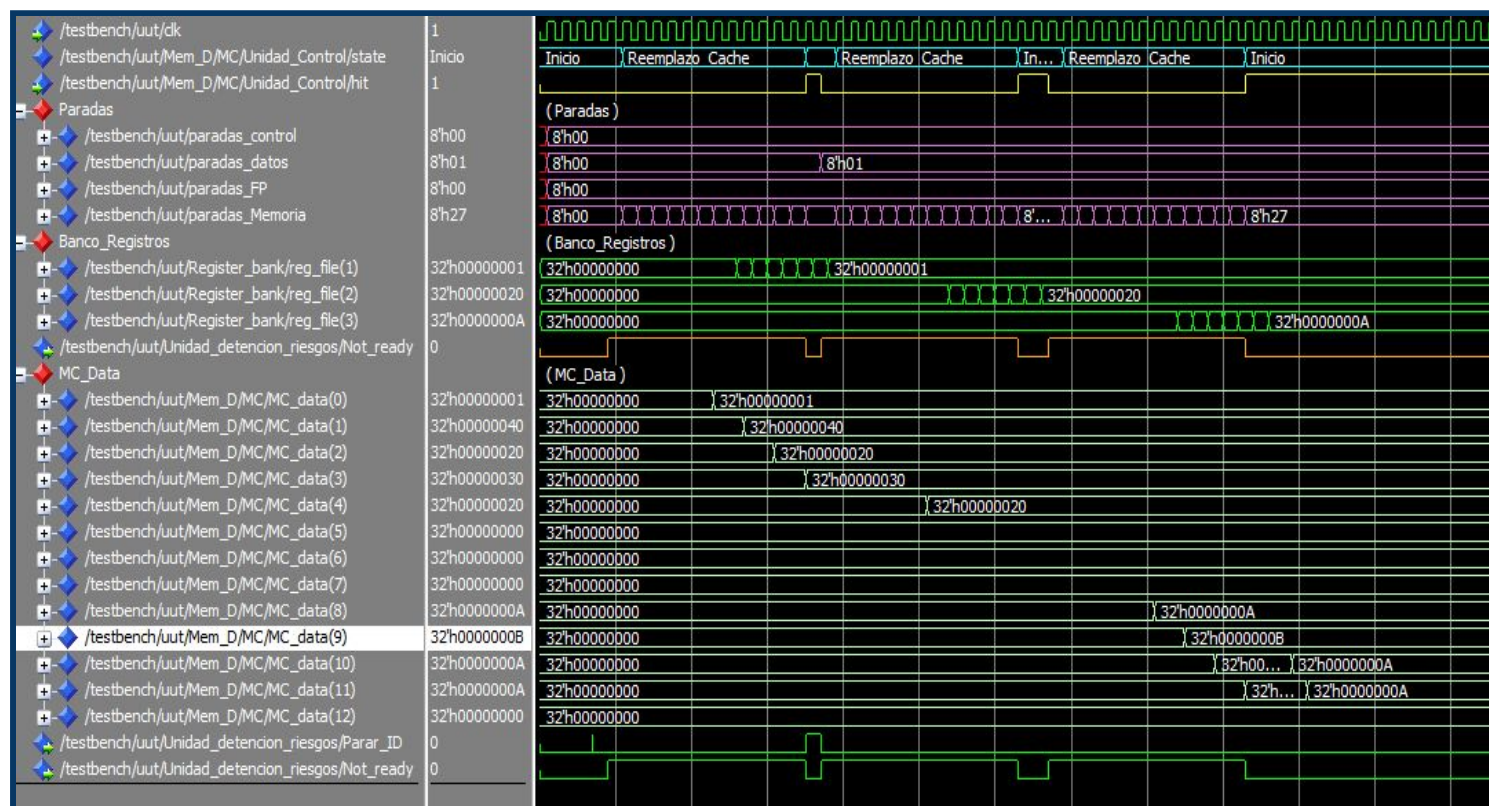 /testbench/uut/clk 1
/testbench/uut/Mem_D/MC/Unidad_Control/state Inicio Inicio Reemplazo Cache Reemplazo Cache In... Reemplazo Cache Inicio
/testbench/uut/Mem_D/MC/Unidad_Control/hit 1
Paradas (Paradas)
/testbench/uut/paradas_control 8'h00 8'h00
/testbench/uut/paradas_datos 8'h01 8'h00 8'h01
/testbench/uut/paradas_FP 8'h00 8'h00
/testbench/uut/paradas_Memoria 8'h27 8'h00 8'... 8'h27
Banco_Registros (Banco_Registros)
/testbench/uut/Register_bank/reg_file(1) 32'h00000001 32'h00000000 32'h00000001
/testbench/uut/Register_bank/reg_file(2) 32'h00000020 32'h00000000 32'h00000020
/testbench/uut/Register_bank/reg_file(3) 32'h0000000A 32'h00000000 32'h0000000A
/testbench/uut/Unidad_detencion_riesgos/Not_ready 0
MC_Data (MC_Data)
/testbench/uut/Mem_D/MC/MC_data(0) 32'h00000001 32'h00000000 32'h00000001
/testbench/uut/Mem_D/MC/MC_data(1) 32'h00000040 32'h00000000 32'h00000040
/testbench/uut/Mem_D/MC/MC_data(2) 32'h00000020 32'h00000000 32'h00000020
/testbench/uut/Mem_D/MC/MC_data(3) 32'h00000030 32'h00000000 32'h00000030
/testbench/uut/Mem_D/MC/MC_data(4) 32'h00000020 32'h00000000 32'h00000020
/testbench/uut/Mem_D/MC/MC_data(5) 32'h00000000 32'h00000000
/testbench/uut/Mem_D/MC/MC_data(6) 32'h00000000 32'h00000000
/testbench/uut/Mem_D/MC/MC_data(7) 32'h00000000 32'h00000000
/testbench/uut/Mem_D/MC/MC_data(8) 32'h0000000A 32'h00000000 32'h0000000A
/testbench/uut/Mem_D/MC/MC_data(9) 32'h0000000B 32'h00000000 32'h0000000B
/testbench/uut/Mem_D/MC/MC_data(10) 32'h0000000A 32'h00000000 32'h00... 32'h0000000A
/testbench/uut/Mem_D/MC/MC_data(11) 32'h0000000A 32'h00000000 32'h... 32'h0000000A
/testbench/uut/Mem_D/MC/MC_data(12) 32'h00000000 32'h00000000
/testbench/uut/Unidad_detencion_riesgos/Parar_ID 0
/testbench/uut/Unidad_detencion_riesgos/Not_ready 0